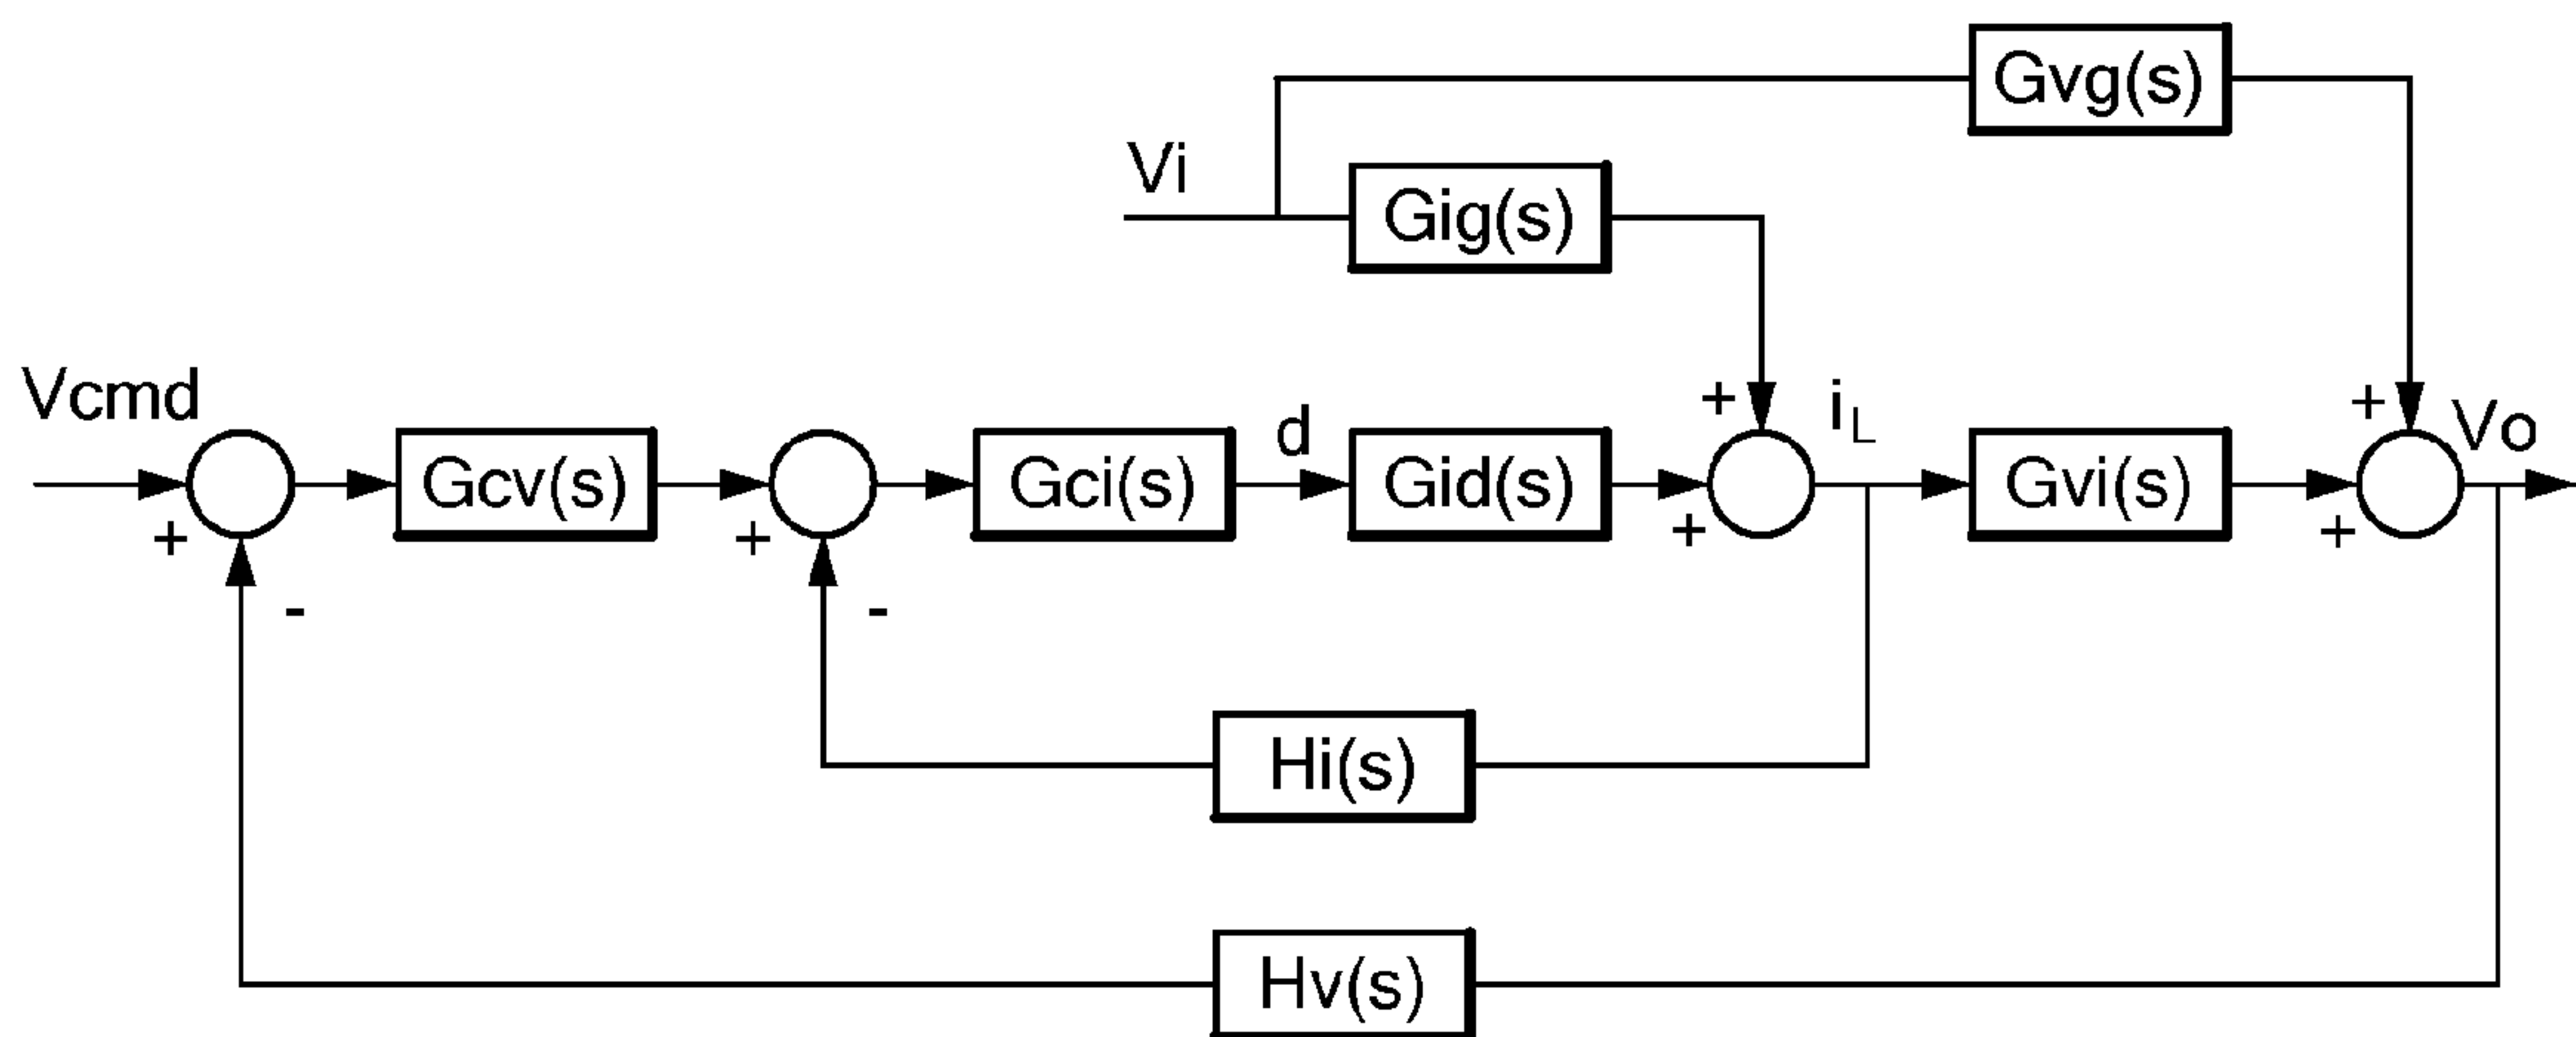 Gvg(s)
Vi
Gig(s)
Vcmd
d
+
iL
+
Vo
Gcv(s)
Gci(s)
Gid(s)
Gvi(s)
+
+
+
+
-
-
Hi(s)
Hv(s)